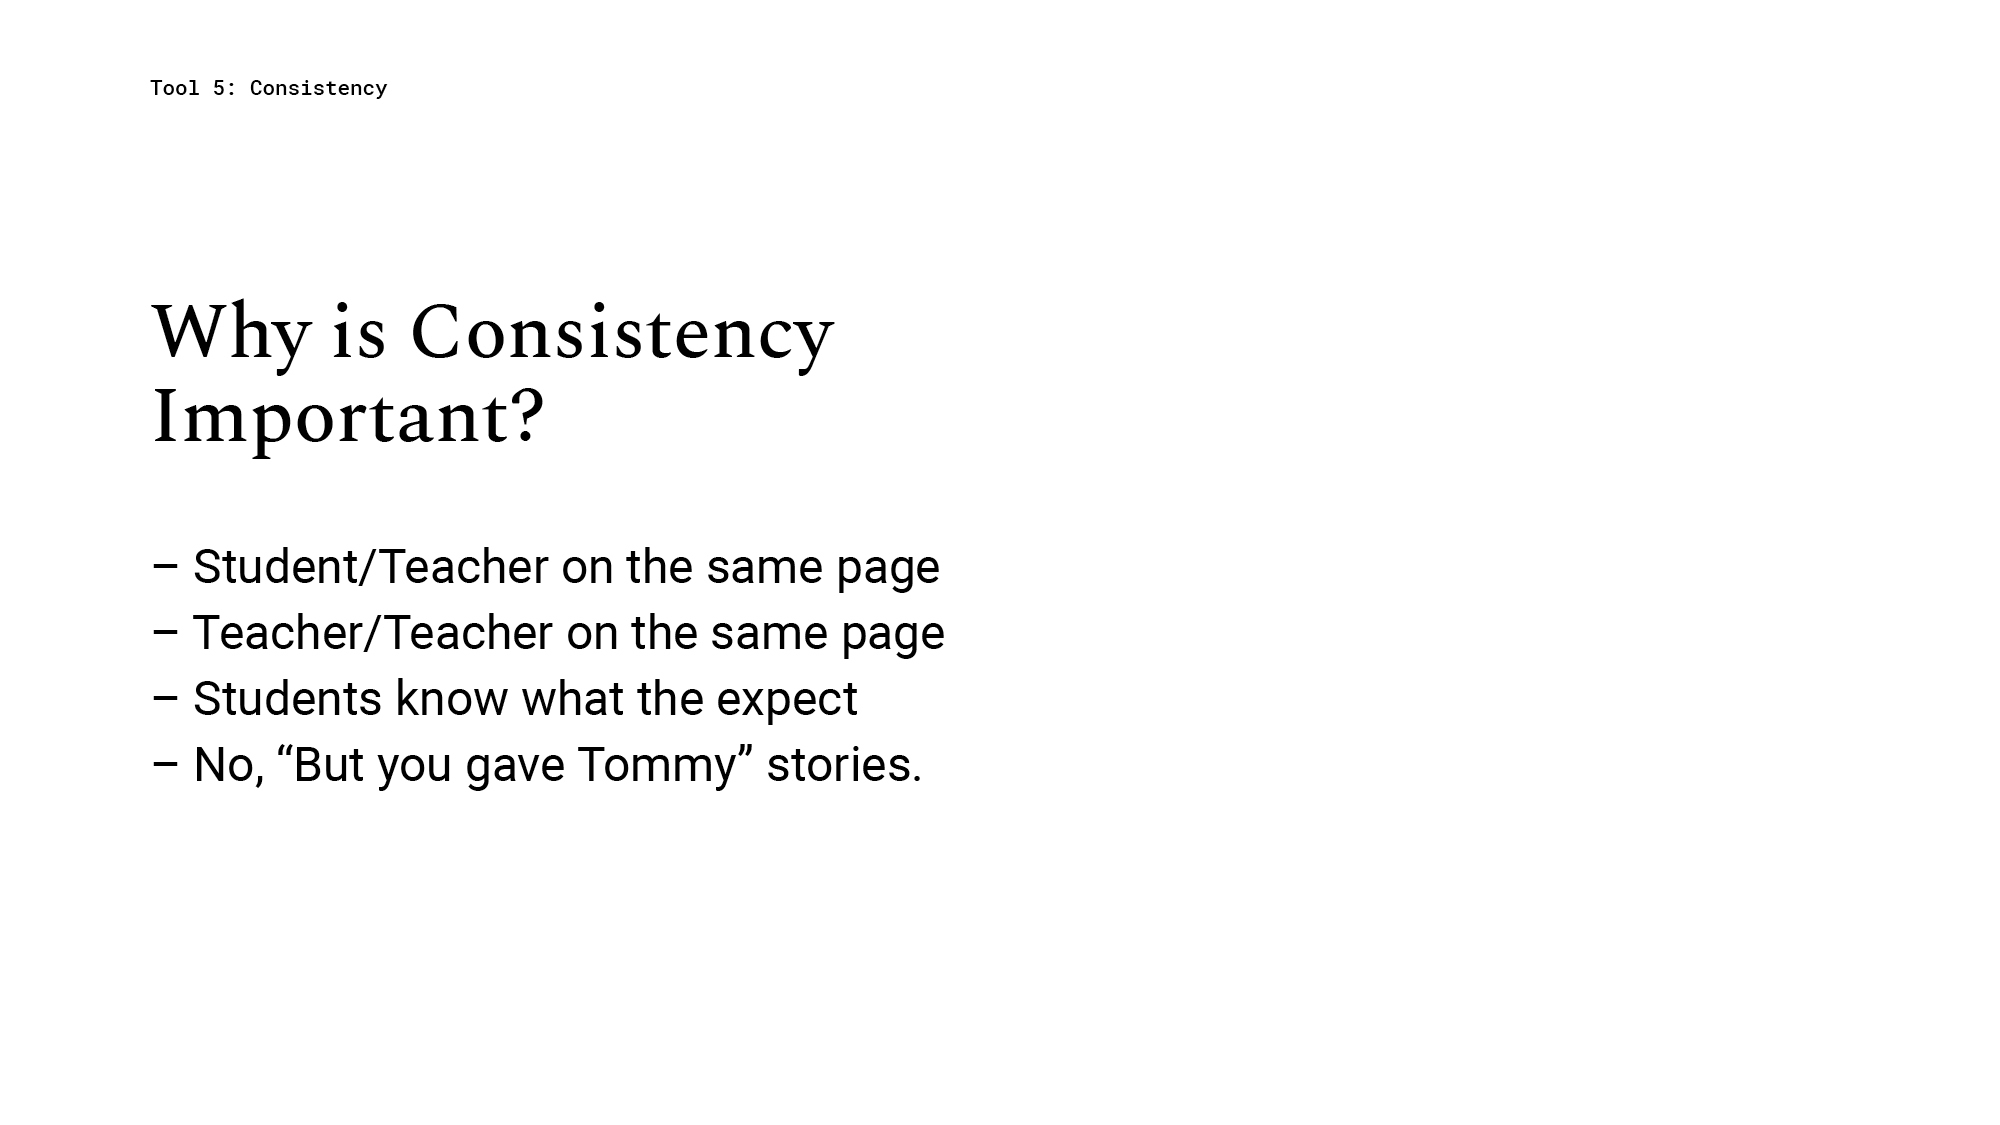 Tool 5: Consistency
Why is Consistency
Important?
– Student/Teacher on the same page
– Teacher/Teacher on the same page
– Students know what the expect
– No, “But you gave Tommy” stories.